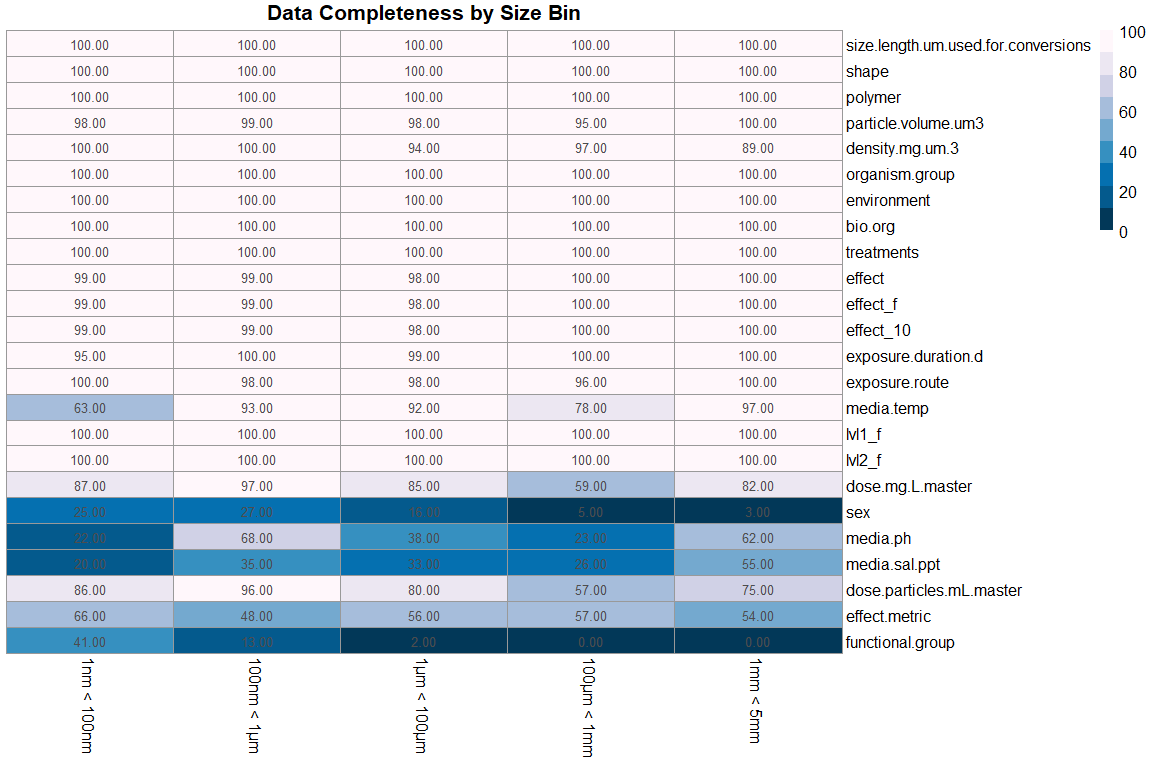 Data Completeness by Size Bin
100.00 100.00 100.00 100.00 100.00 size.length.um.used.for.conversions
100.00 100.00 100.00 100.00 100.00 shape
100.00 100.00 100.00 100.00 100.00 polymer
98.00 99.00 98.00 95.00 100.00 particle.volume.um3
100.00 100.00 94.00 97.00 89.00 density.mg.um.3
100.00 100.00 100.00 100.00 100.00 organism.group
100.00 100.00 100.00 100.00 100.00 environment
100.00 100.00 100.00 100.00 100.00 bio.org
100.00 100.00 100.00 100.00 100.00 treatments
99.00 99.00 98.00 100.00 100.00 effect
99.00 99.00 98.00 100.00 100.00 effect_f
99.00 99.00 98.00 100.00 100.00 effect_10
95.00 100.00 99.00 100.00 100.00 exposure.duration.d
100.00 98.00 98.00 96.00 100.00 exposure.route
63.00 93.00 92.00 78.00 97.00 media.temp
100.00 100.00 100.00 100.00 100.00 lvl1_f
100.00 100.00 100.00 100.00 100.00 lvl2_f
87.00 97.00 85.00 59.00 82.00 dose.mg.L.master
27.00 16.00 5.00 3.00 sex
22.00 68.00 38.00 23.00 62.00 media.ph
20.00 35.00 33.00 55.00 media.sal.ppt
86.00 96.00 80.00 57.00 75.00 dose.particles.mL.master
66.00 48.00 56.00 57.00 54.00 effect.metric
41.00 13.00 2.00 0.00 0.00 functional.group
1nm < 100nm
100nm < 1μm
1μm < 100μm
100μm < 1mm
1mm < 5mm
100
80
60
40
20
0